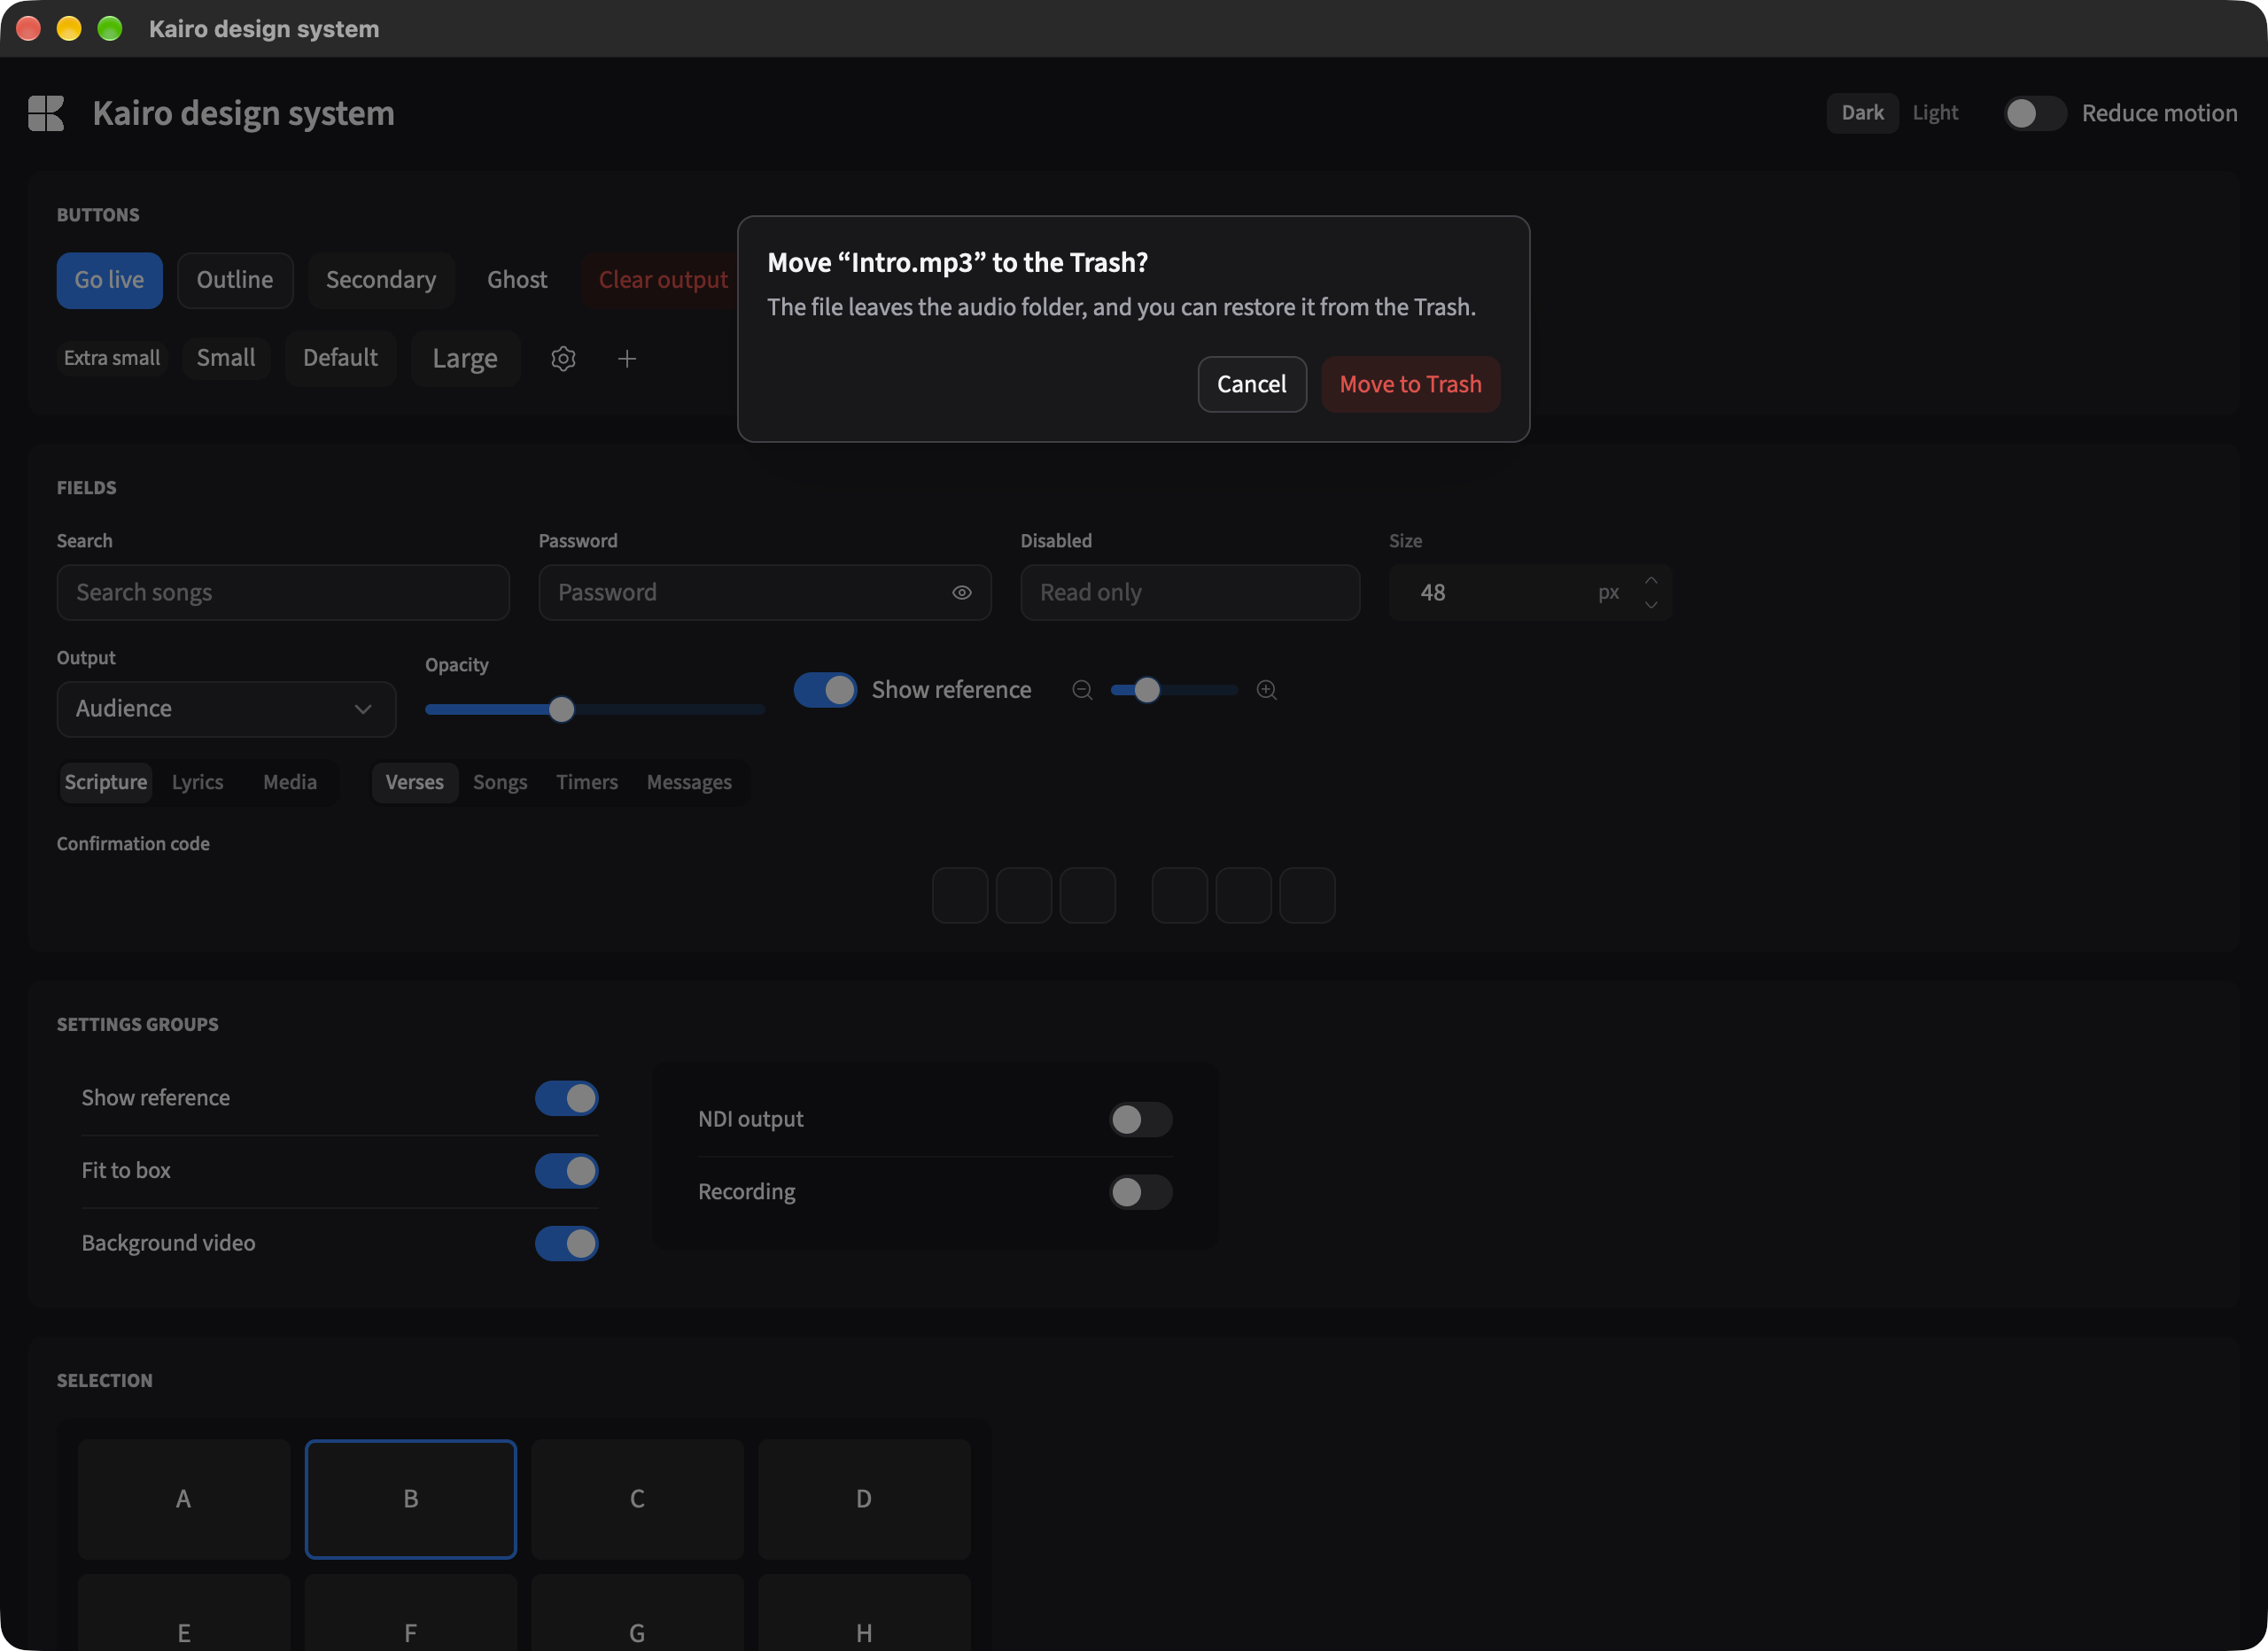 Kairo design system
Kairo design system
Dark Light Reduce motion
BUTTONS
Go live Outline Secondary Ghost Clear output
Extra small Small Default Large
Move “Intro.mp3” to the Trash?
The file leaves the audio folder, and you can restore it from the Trash.
Cancel Move to Trash
FIELDS
Search Password Disabled Size
Search songs Password Read only 48 px
Output Opacity
Audience Show reference
Scripture Lyrics Media Verses Songs Timers Messages
Confirmation code
SETTINGS GROUPS
Show reference
NDI output
Fit to box
Recording
Background video
SELECTION
A B C D
E F G H